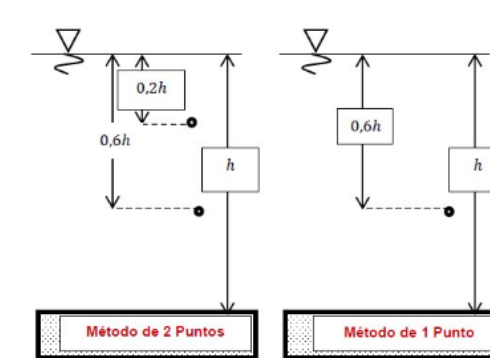 0,2h
0,6h
h
Método de 2 Puntos
0,6h
h
Método de 1 Punto